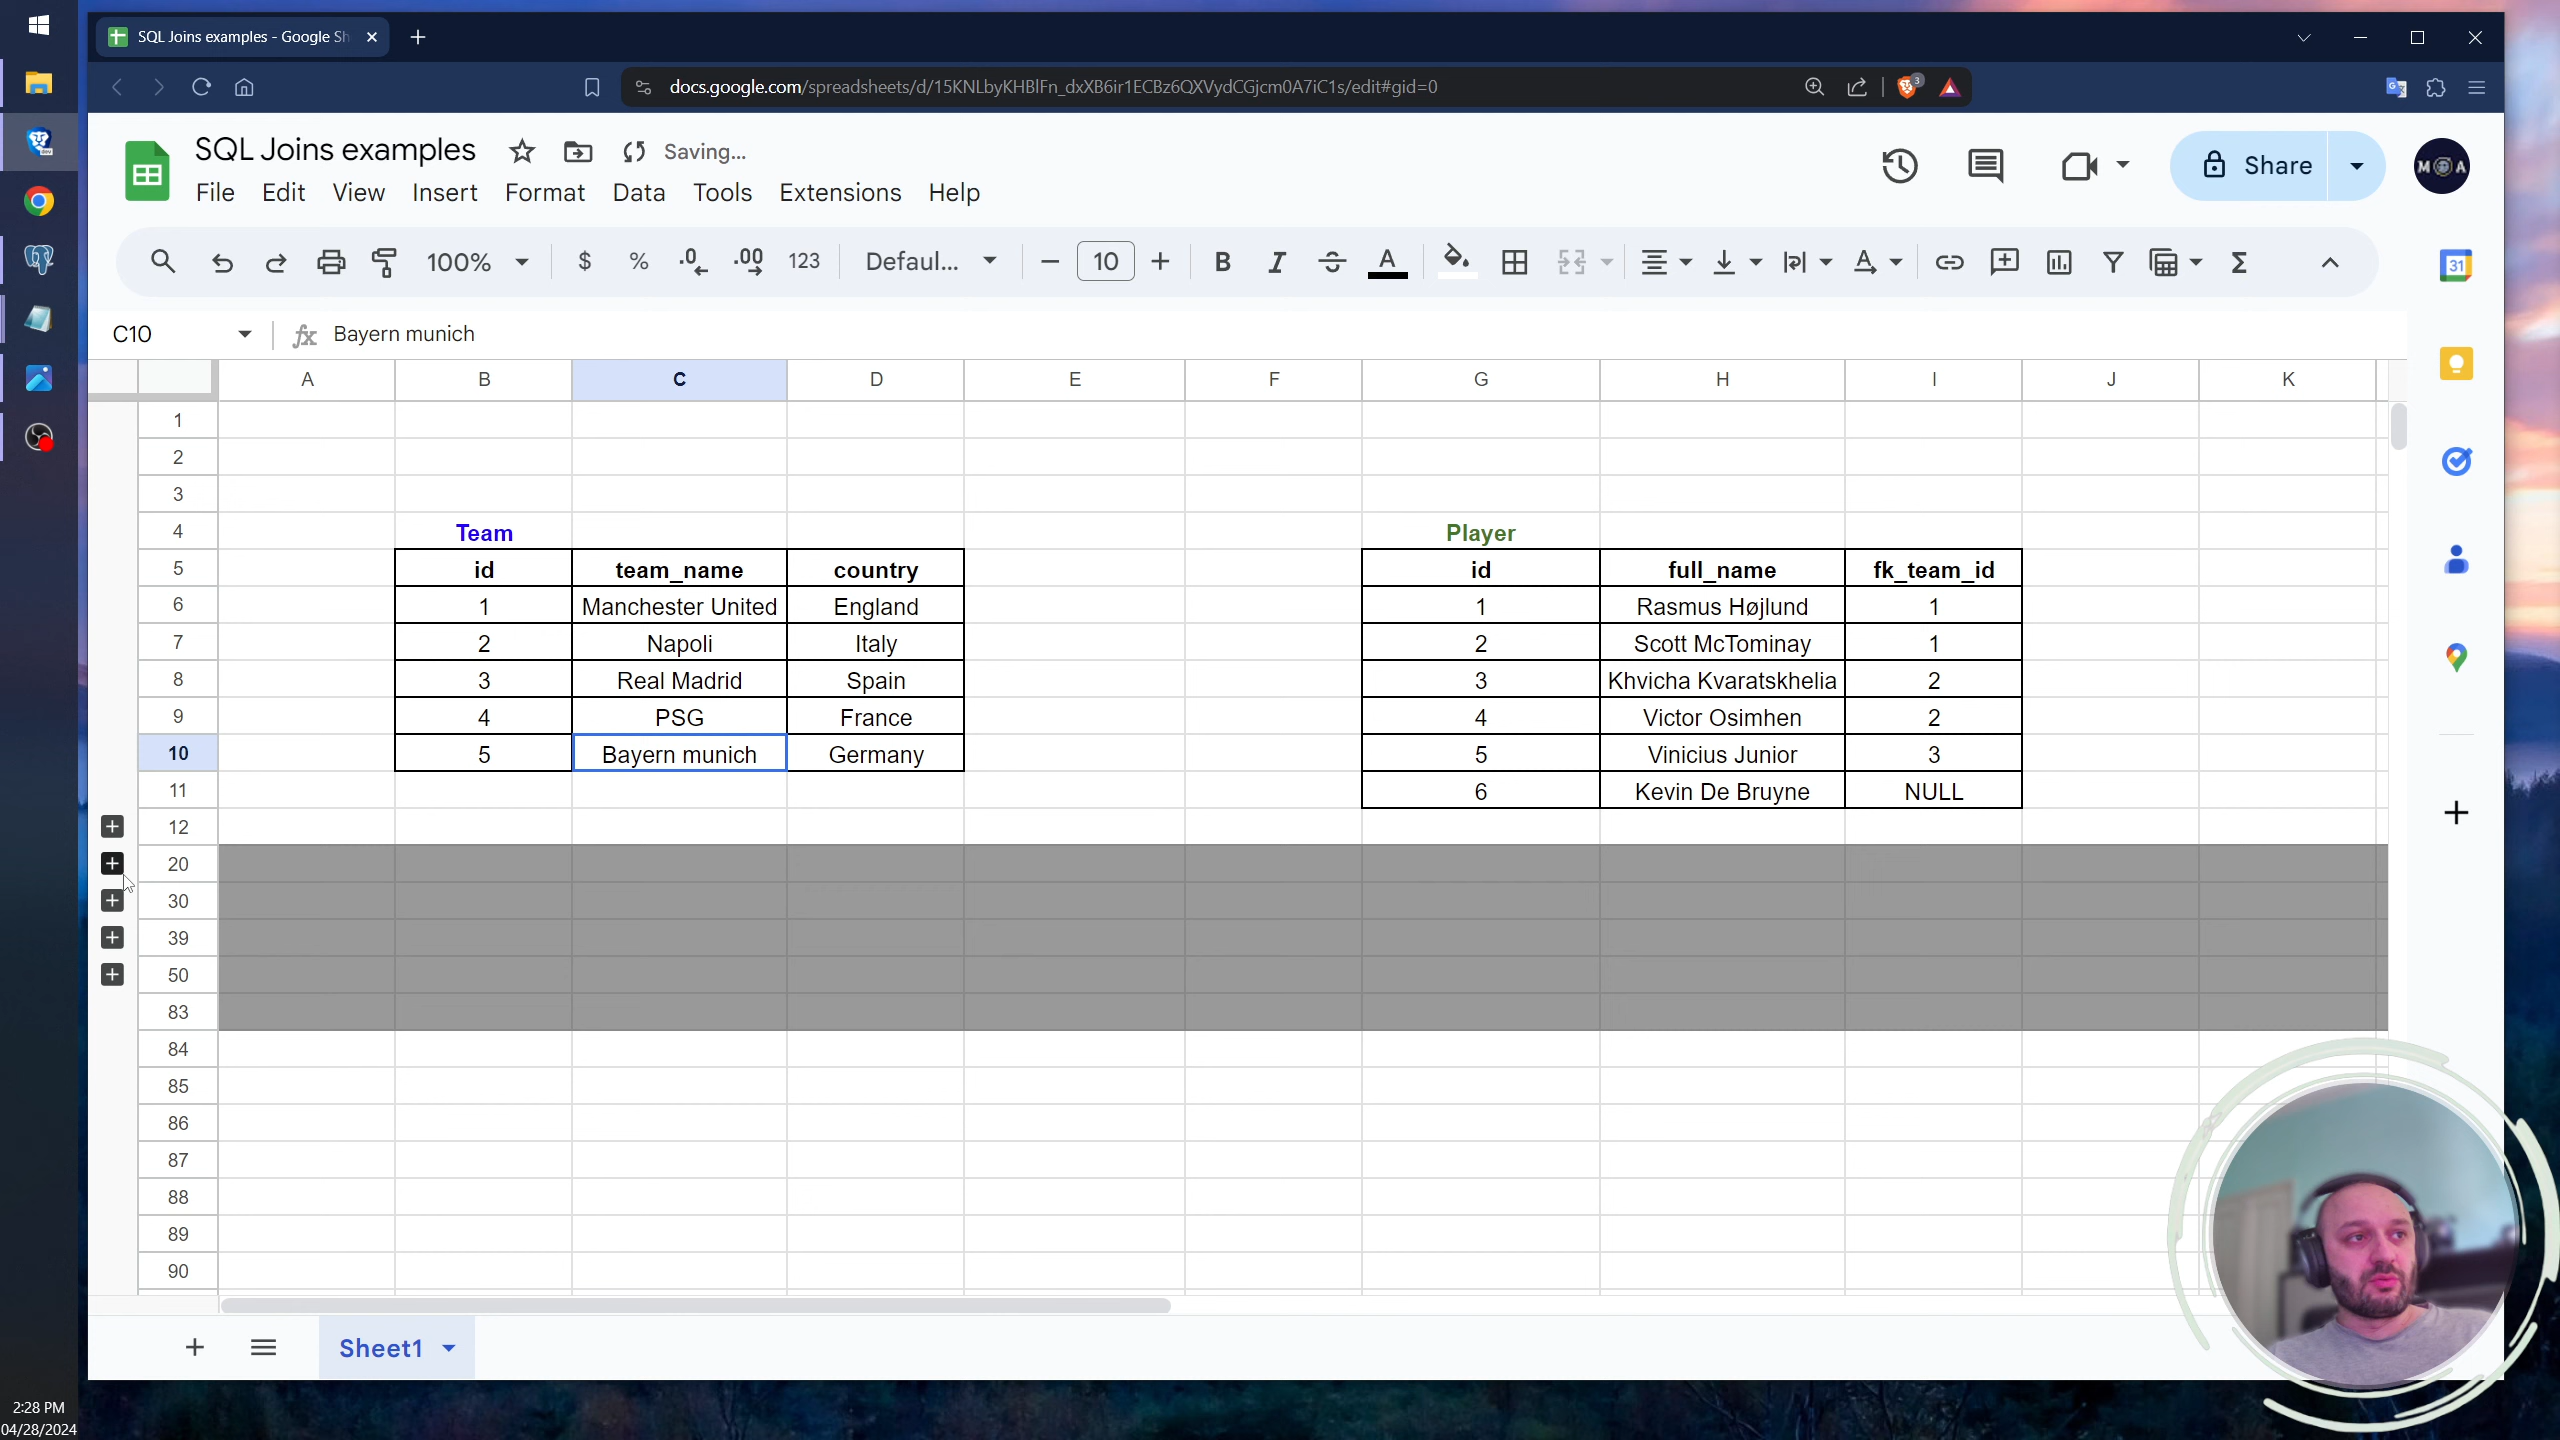 SQL Joins examples - Google Sh
docs.google.com/spreadsheets/d/15KNLbyKHBlFn_dxXB6ir1ECBz6QXVydCGjcm0A7iC1s/edit#gid=0
3
SQL Joins examples Saving...
File Edit View Insert Format Data Tools Extensions Help
Share
M A
100% $ % .0 .00 123 Defaul... 10 B I A A Σ
31
C10 fx Bayern munich
A B C D E F G H I J K
1
2
3
4 Team Player
5 id team_name country id full_name fk_team_id
6 1 Manchester United England 1 Rasmus Højlund 1
7 2 Napoli Italy 2 Scott McTominay 1
8 3 Real Madrid Spain 3 Khvicha Kvaratskhelia 2
9 4 PSG France 4 Victor Osimhen 2
10 5 Bayern munich Germany 5 Vinicius Junior 3
11 6 Kevin De Bruyne NULL
12
20
30
39
50
83
84
85
86
87
88
89
90
Sheet1
2:28 PM
04/28/2024